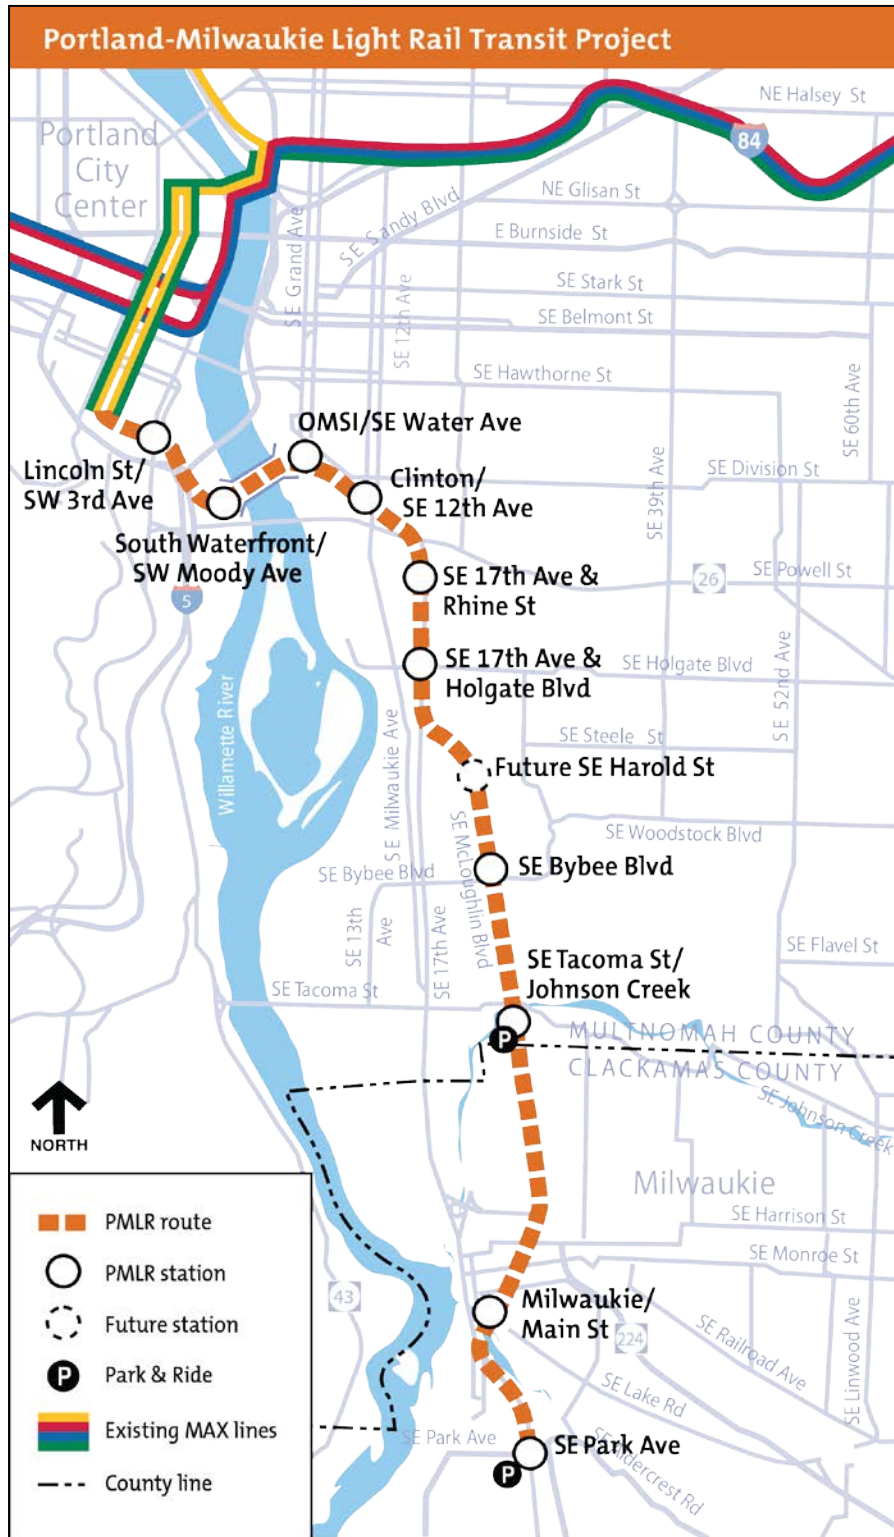 Portland-Milwaukie Light Rail Transit Project
NE Halsey St
Portland
City
Center
84
NE Glisan St
SE Sandy Blvd
E Burnside St
SE Grand Ave
SE 12th Ave
SE Stark St
SE Belmont St
SE Hawthorne St
SE 60th Ave
OMSI/SE Water Ave
Lincoln St/
SW 3rd Ave
Clinton/
SE 12th Ave
SE 39th Ave
SE Division St
South Waterfront/
SW Moody Ave
5
SE 17th Ave &
Rhine St
26
SE Powell St
SE 17th Ave &
Holgate Blvd
SE Holgate Blvd
SE 52nd Ave
Willamette River
SE Milwaukie Ave
SE Steele St
Future SE Harold St
SE McLoughlin Blvd
SE Woodstock Blvd
SE Bybee Blvd
SE Bybee Blvd
SE 13th
Ave
SE 17th Ave
SE Flavel St
SE Tacoma St/
Johnson Creek
SE Tacoma St
P
MULTNOMAH COUNTY
CLACKAMAS COUNTY
SE Johnson Creek
NORTH
Milwaukie
SE Harrison St
SE Monroe St
43
Milwaukie/
Main St
224
SE Railroad Ave
SE Linwood Ave
SE Lake Rd
SE Park Ave
SE Park Ave
P
SE Aldercrest Rd
PMLR route
PMLR station
Future station
P
Park & Ride
Existing MAX lines
County line